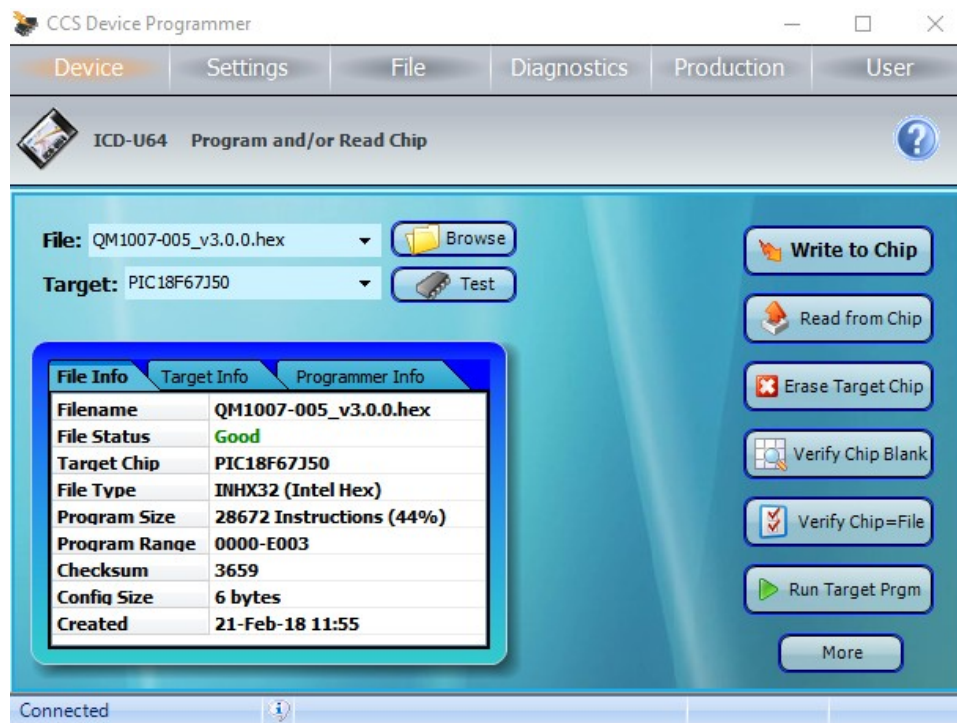 CCS Device Programmer
Device Settings File Diagnostics Production User
ICD-U64 Program and/or Read Chip
File: QM1007-005_v3.0.0.hex Browse
Target: PIC18F67J50 Test
File Info Target Info Programmer Info
Filename QM1007-005_v3.0.0.hex
File Status Good
Target Chip PIC18F67J50
File Type INHX32 (Intel Hex)
Program Size 28672 Instructions (44%)
Program Range 0000-E003
Checksum 3659
Config Size 6 bytes
Created 21-Feb-18 11:55
Write to Chip
Read from Chip
Erase Target Chip
Verify Chip Blank
Verify Chip=File
Run Target Prgm
More
Connected